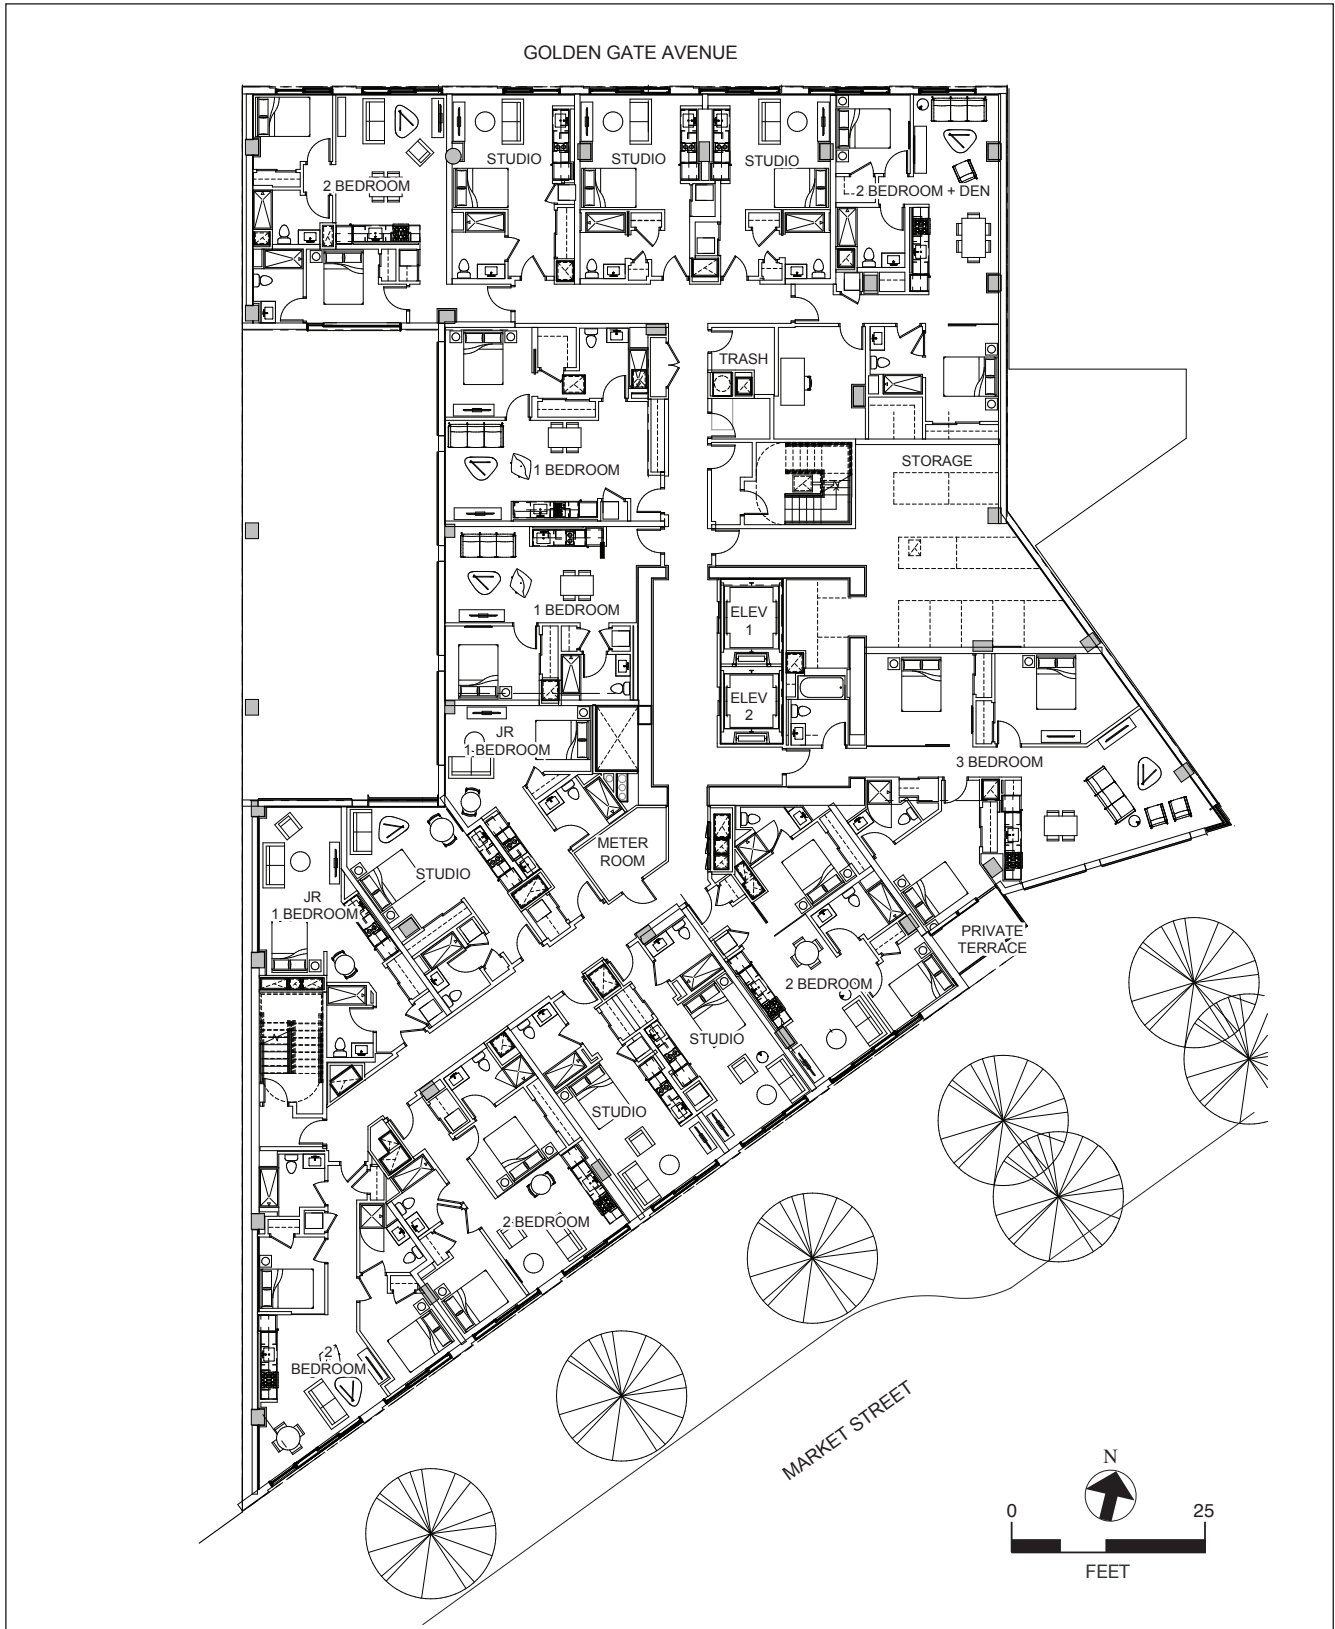 GOLDEN GATE AVENUE
STUDIO
STUDIO
STUDIO
2 BEDROOM
2 BEDROOM + DEN
TRASH
1 BEDROOM
STORAGE
1 BEDROOM
ELEV
1
ELEV
2
JR
1 BEDROOM
3 BEDROOM
METER
ROOM
STUDIO
JR
1 BEDROOM
PRIVATE
TERRACE
2 BEDROOM
STUDIO
STUDIO
2 BEDROOM
2
BEDROOM
MARKET STREET
N
0 25
FEET